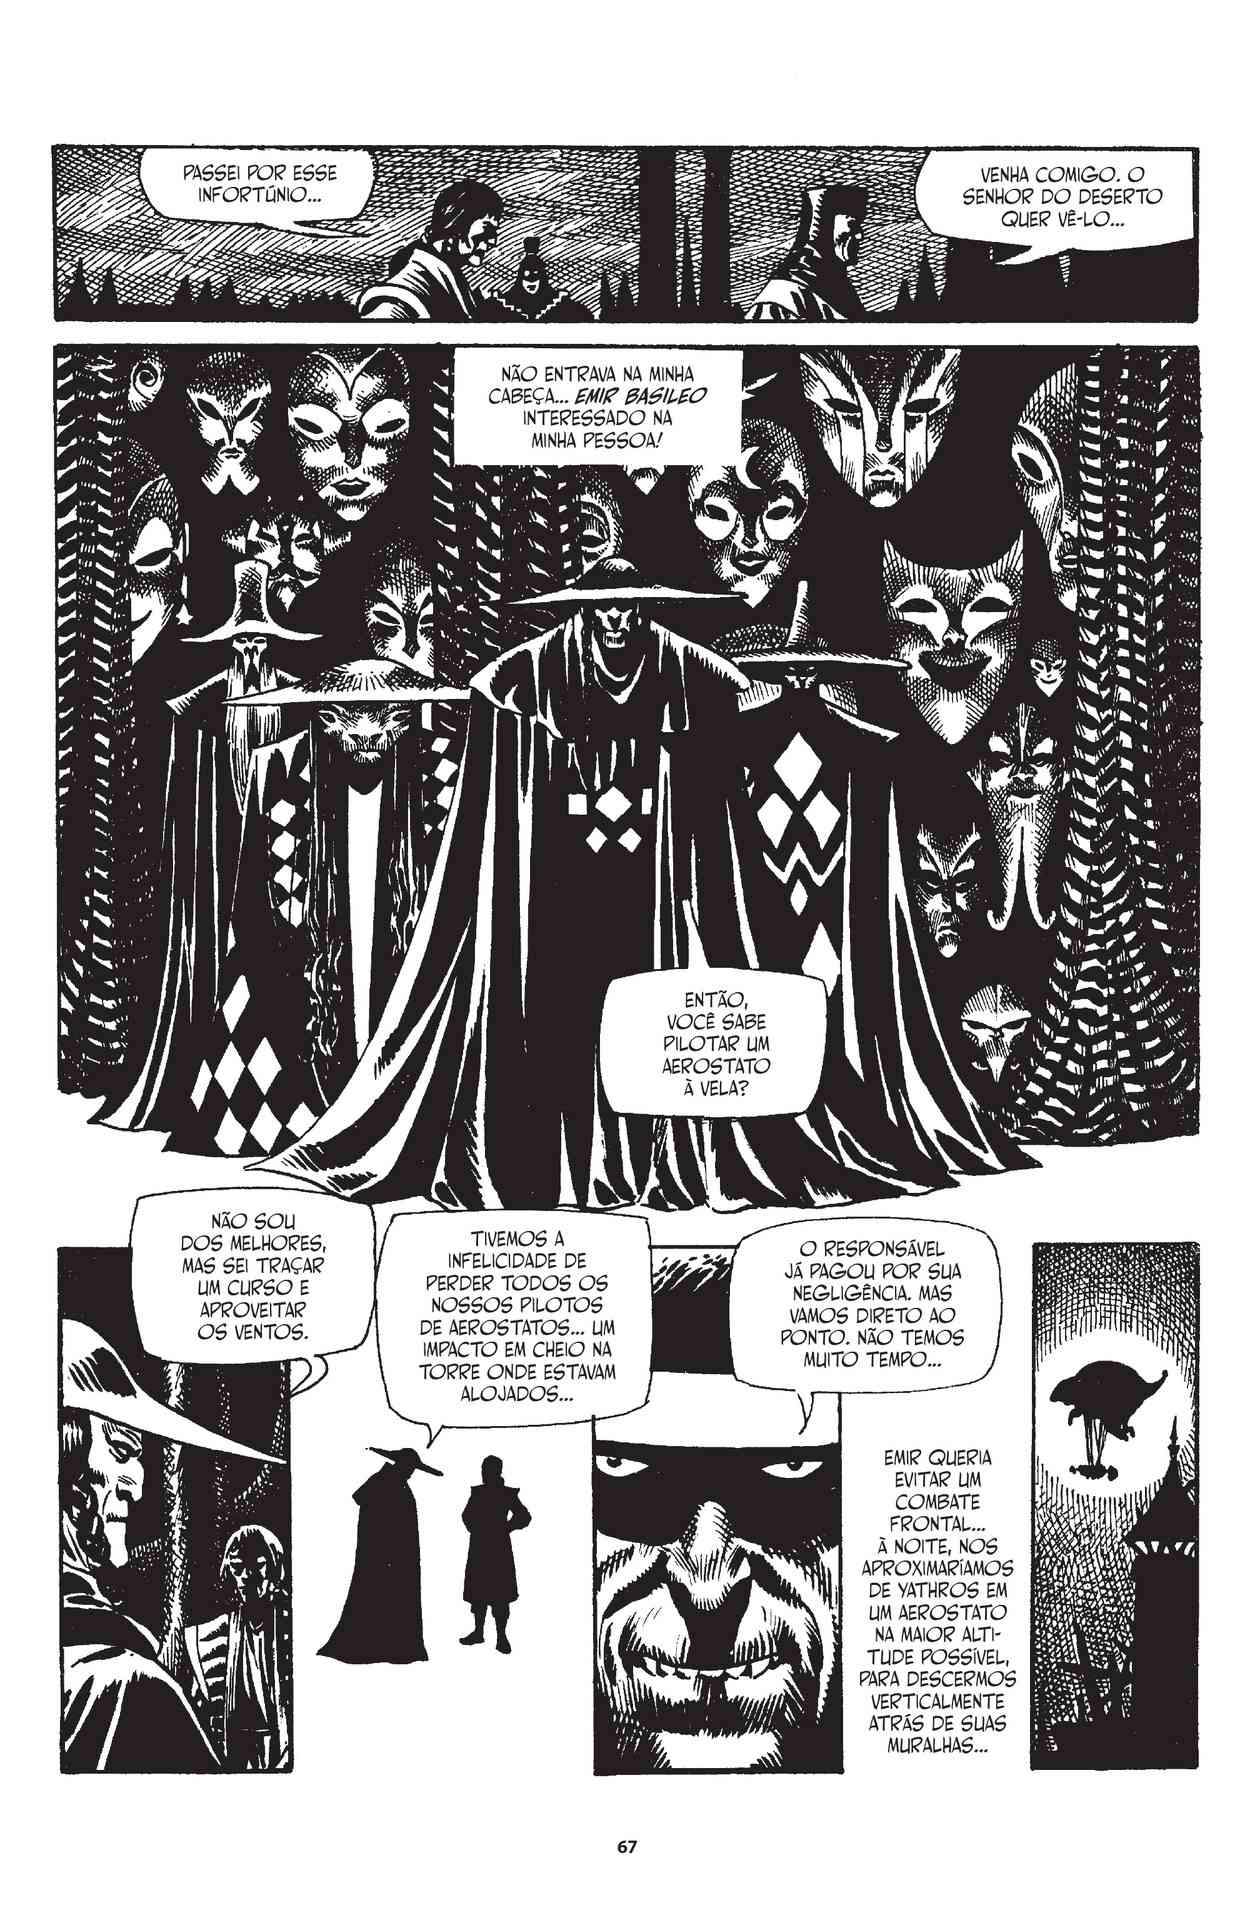 PASSEI POR ESSE
INFORTÚNIO...
VENHA COMIGO. O
SENHOR DO DESERTO
QUER VÊ-LO...
NÃO ENTRAVA NA MINHA
CABEÇA... EMIR BASILEO
INTERESSADO NA
MINHA PESSOA!
ENTÃO,
VOCÊ SABE
PILOTAR UM
AEROSTATO
À VELA?
NÃO SOU
DOS MELHORES,
MAS SEI TRAÇAR
UM CURSO E
APROVEITAR
OS VENTOS.
TIVEMOS A
INFELICIDADE DE
PERDER TODOS OS
NOSSOS PILOTOS
DE AEROSTATOS... UM
IMPACTO EM CHEIO NA
TORRE ONDE ESTAVAM
ALOJADOS...
O RESPONSÁVEL
JÁ PAGOU POR SUA
NEGLIGÊNCIA. MAS
VAMOS DIRETO AO
PONTO. NÃO TEMOS
MUITO TEMPO...
EMIR QUERIA
EVITAR UM
COMBATE
FRONTAL...
À NOITE, NOS
APROXIMARÍAMOS
DE YATHROS EM
UM AEROSTATO
NA MAIOR ALTI-
TUDE POSSÍVEL,
PARA DESCERMOS
VERTICALMENTE
ATRÁS DE SUAS
MURALHAS...
67